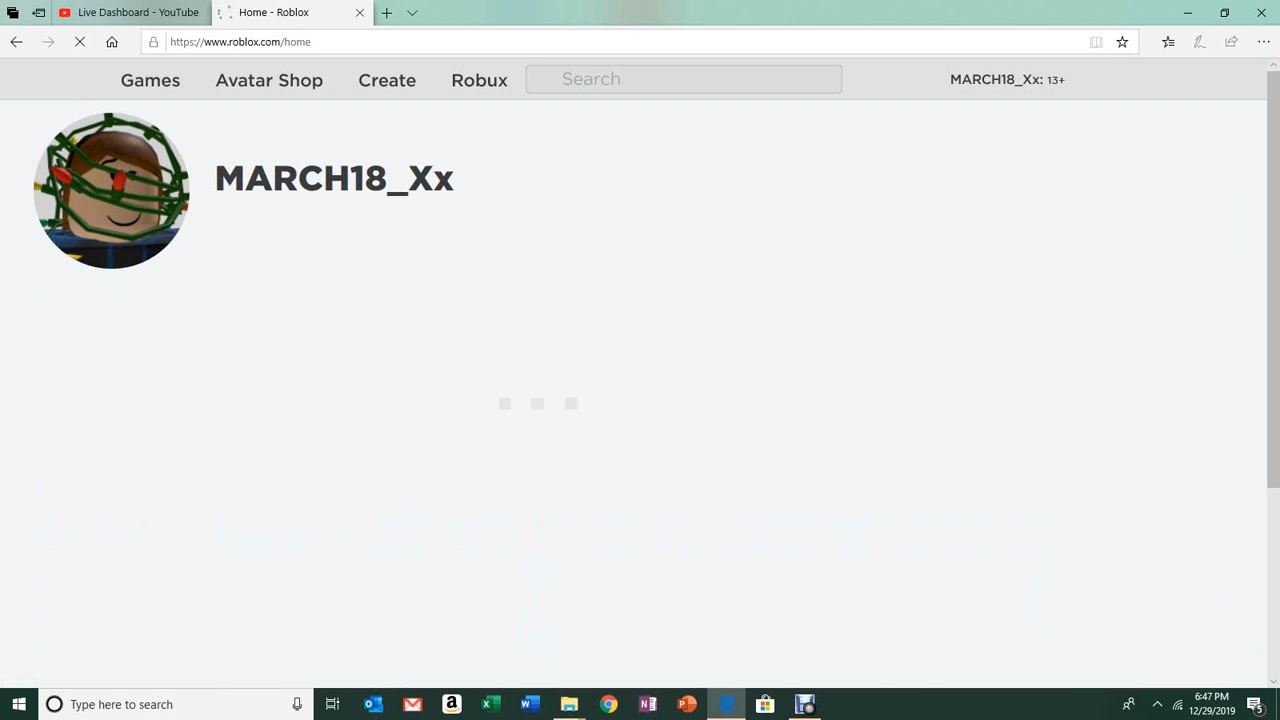 Live Dashboard - YouTube
Home - Roblox
https://www.roblox.com/home
Games
Avatar Shop
Create
Robux
Search
MARCH18_Xx: 13+
MARCH18_Xx
Type here to search
6:47 PM
12/29/2019